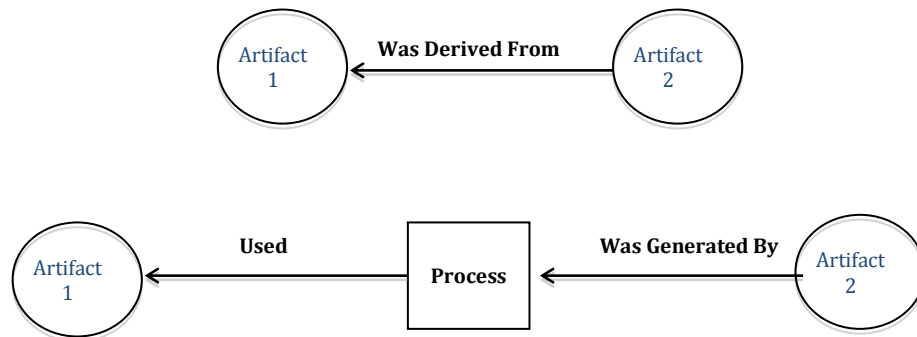 Artifact
1
Was Derived From
Artifact
2
Artifact
1
Used
Process
Was Generated By
Artifact
2